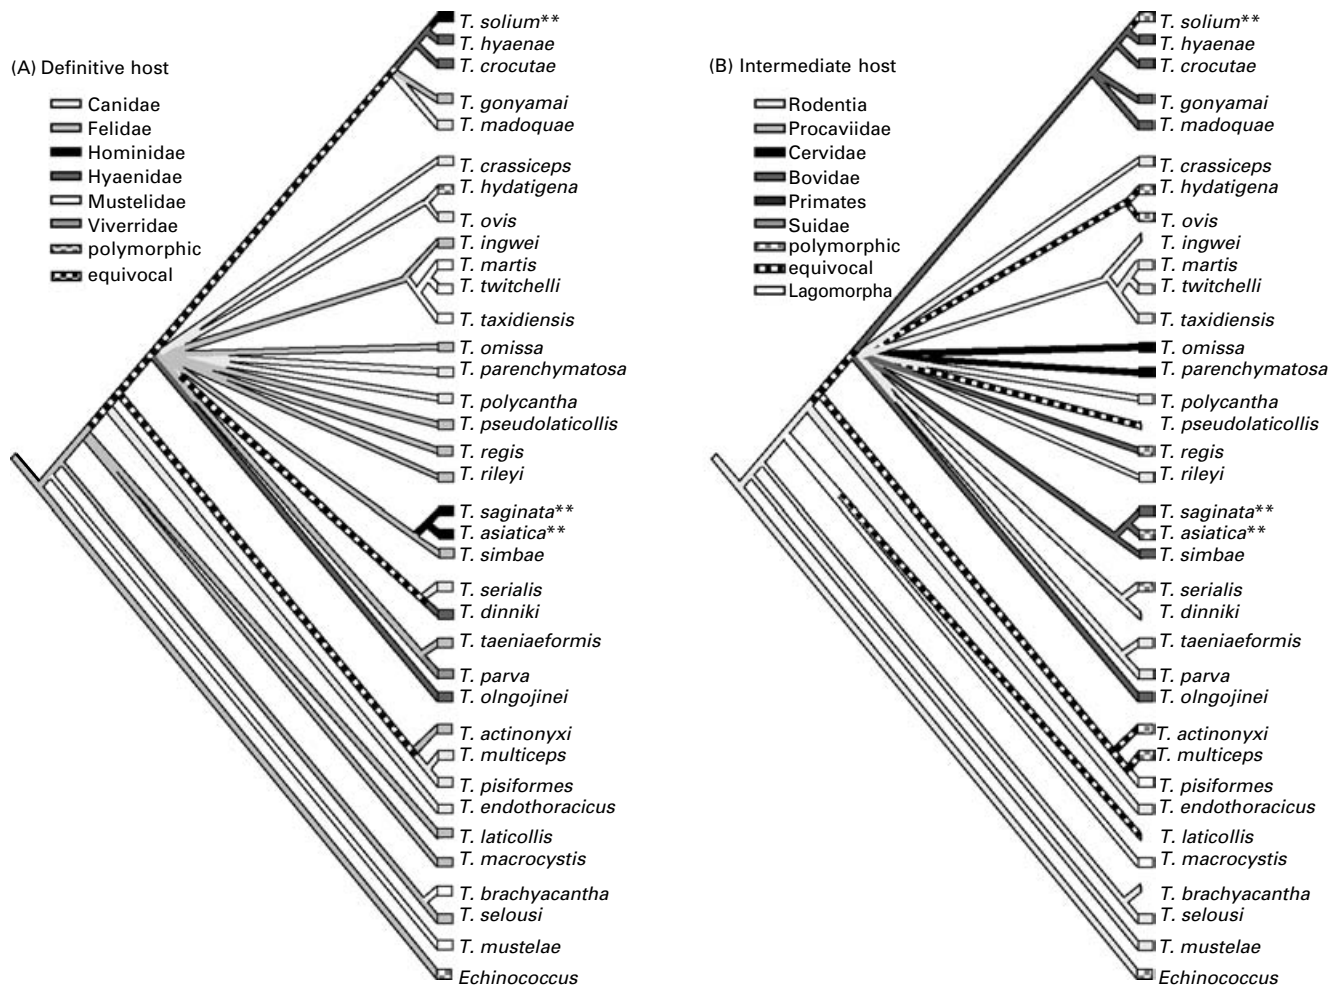 (A) Definitive host
Canidae
Felidae
Hominidae
Hyaenidae
Mustelidae
Viverridae
polymorphic
equivocal
T. solium**
T. hyaenae
T. crocutae
T. gonyamai
T. madoquae
T. crassiceps
T. hydatigena
T. ovis
T. ingwei
T. martis
T. twitchelli
T. taxidiensis
T. omissa
T. parenchymatosa
T. polycantha
T. pseudolaticollis
T. regis
T. rileyi
T. saginata**
T. asiatica**
T. simbae
T. serialis
T. dinniki
T. taeniaeformis
T. parva
T. olngojinei
T. actinonyxi
T. multiceps
T. pisiformes
T. endothoracicus
T. laticollis
T. macrocystis
T. brachyacantha
T. selousi
T. mustelae
Echinococcus
(B) Intermediate host
Rodentia
Procaviidae
Cervidae
Bovidae
Primates
Suidae
polymorphic
equivocal
Lagomorpha
T. solium**
T. hyaenae
T. crocutae
T. gonyamai
T. madoquae
T. crassiceps
T. hydatigena
T. ovis
T. ingwei
T. martis
T. twitchelli
T. taxidiensis
T. omissa
T. parenchymatosa
T. polycantha
T. pseudolaticollis
T. regis
T. rileyi
T. saginata**
T. asiatica**
T. simbae
T. serialis
T. dinniki
T. taeniaeformis
T. parva
T. olngojinei
T. actinonyxi
T. multiceps
T. pisiformes
T. endothoracicus
T. laticollis
T. macrocystis
T. brachyacantha
T. selousi
T. mustelae
Echinococcus